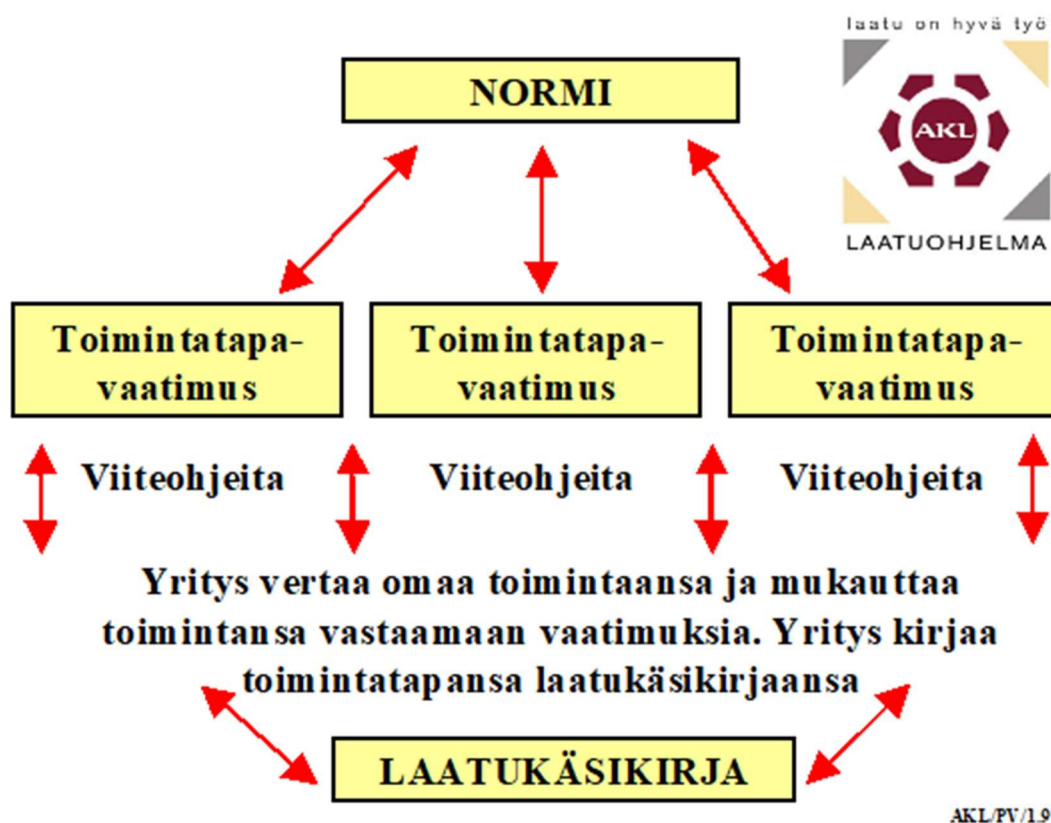 laatu on hyvä työ
NORMI
AKL
LAATUOHJELMA
Toimintatapa-
vaatimus
Toimintatapa-
vaatimus
Toimintatapa-
vaatimus
Viiteohjeita
Viiteohjeita
Viiteohjeita
Yritys vertaa omaa toimintaansa ja mukauttaa
toimintansa vastaamaan vaatimuksia. Yritys kirjaa
toimintatapansa laatukäsikirjaansa
LAATUKÄSIKIRJA
AKL/PV/1.9